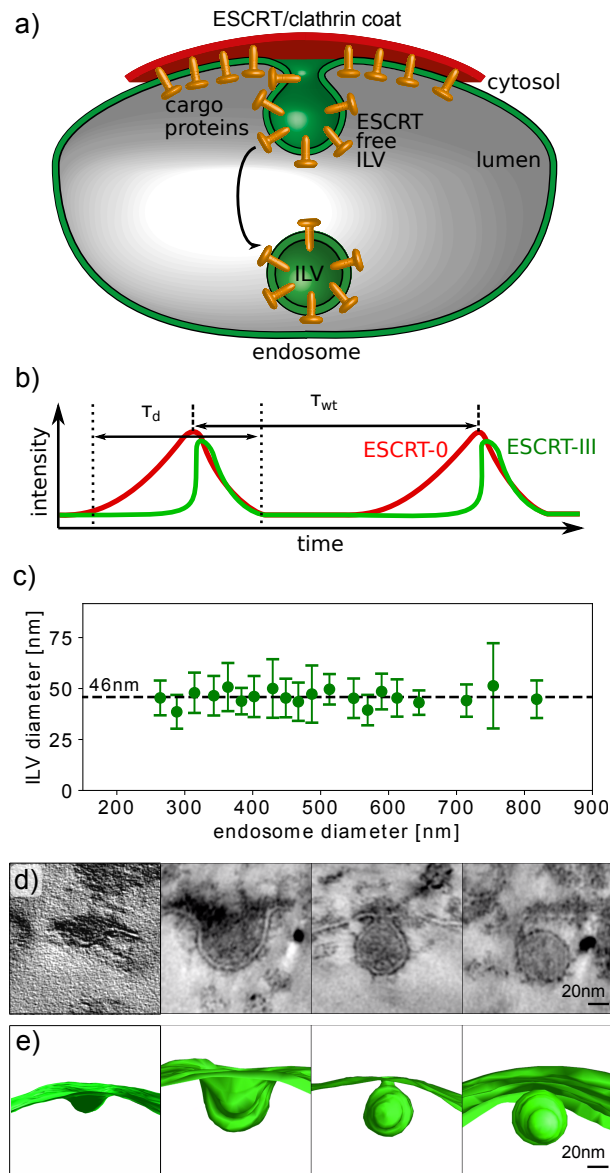 a)
ESCRT/clathrin coat
cytosol
cargo
proteins
ESCRT
free
ILV
lumen
ILV
endosome
b)
τd
τwt
ESCRT-0
ESCRT-III
intensity
time
c)
ILV diameter [nm]
75
50
25
0
46nm
200 300 400 500 600 700 800 900
endosome diameter [nm]
d)
20nm
e)
20nm